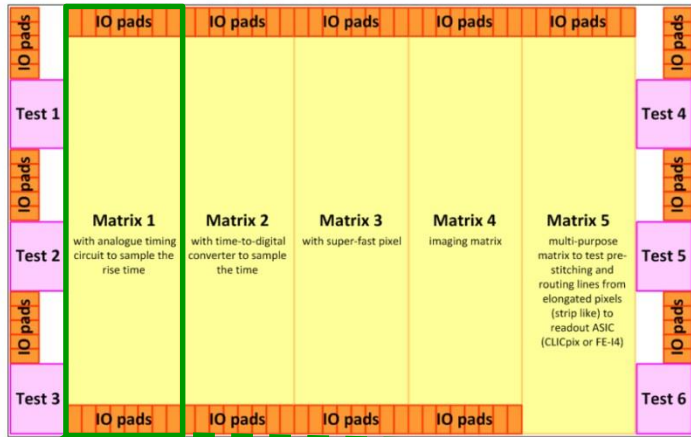 IO pads IO pads IO pads IO pads IO pads
IO pads
IO pads
Test 1
Test 4
IO pads
IO pads
Matrix 1
with analogue timing
circuit to sample the
rise time
Matrix 2
with time-to-digital
converter to sample
the time
Matrix 3
with super-fast pixel
Matrix 4
imaging matrix
Matrix 5
multi-purpose
matrix to test pre-
stitching and
routing lines from
elongated pixels
(strip like) to
readout ASIC
(CLICpix or FE-I4)
Test 2
Test 5
IO pads
IO pads
Test 3
Test 6
IO pads IO pads IO pads IO pads